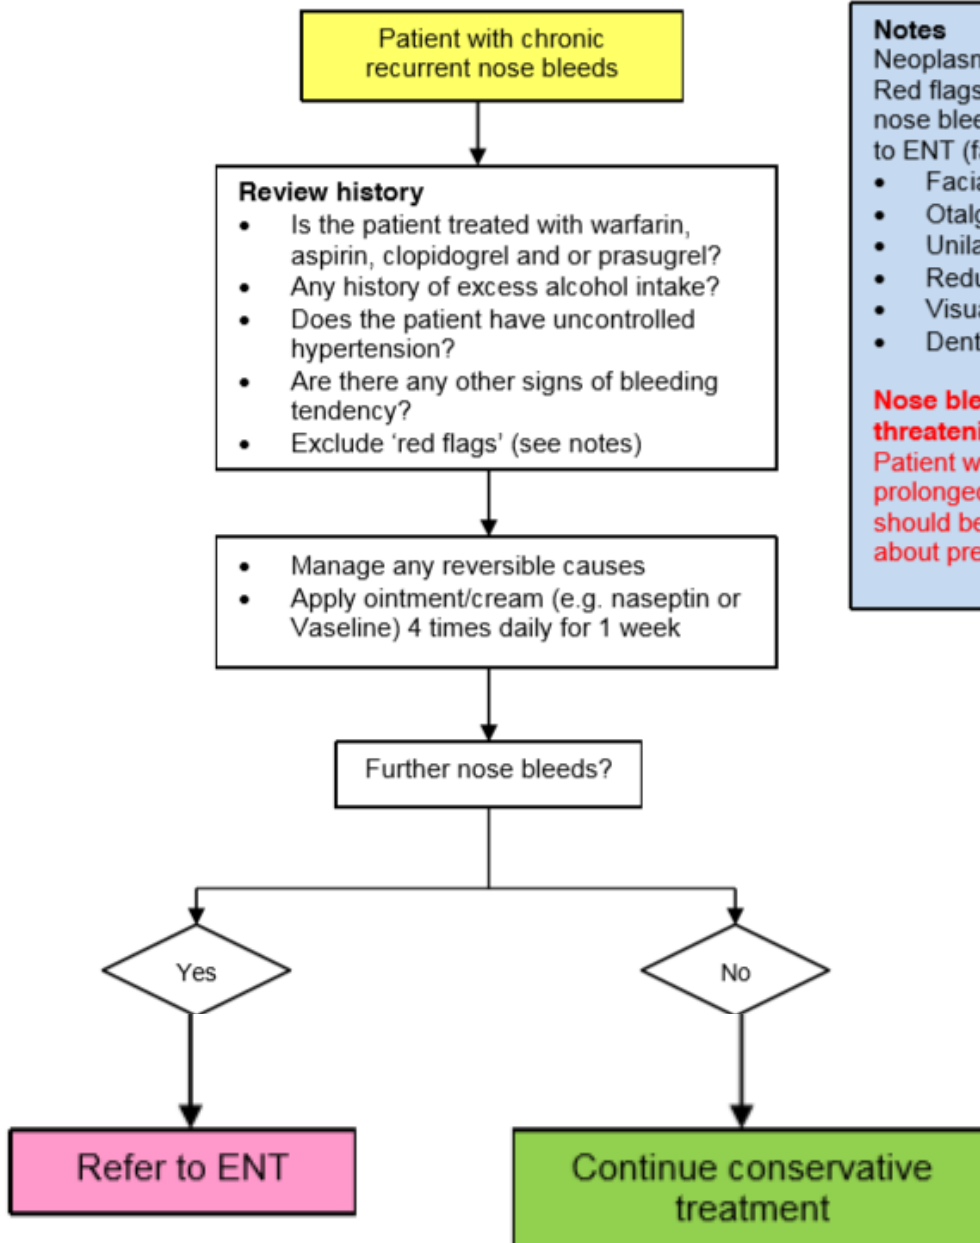 Patient with chronic
recurrent nose bleeds
Review history
• Is the patient treated with warfarin,
aspirin, clopidogrel and or prasugrel?
• Any history of excess alcohol intake?
• Does the patient have uncontrolled
hypertension?
• Are there any other signs of bleeding
tendency?
• Exclude ‘red flags’ (see notes)
• Manage any reversible causes
• Apply ointment/cream (e.g. naseptin or
Vaseline) 4 times daily for 1 week
Further nose bleeds?
Yes
No
Refer to ENT
Continue conservative
treatment
Notes
Red flags
nose
to ENT
•
•
•
•
•
•
Nose
Patient
should
about